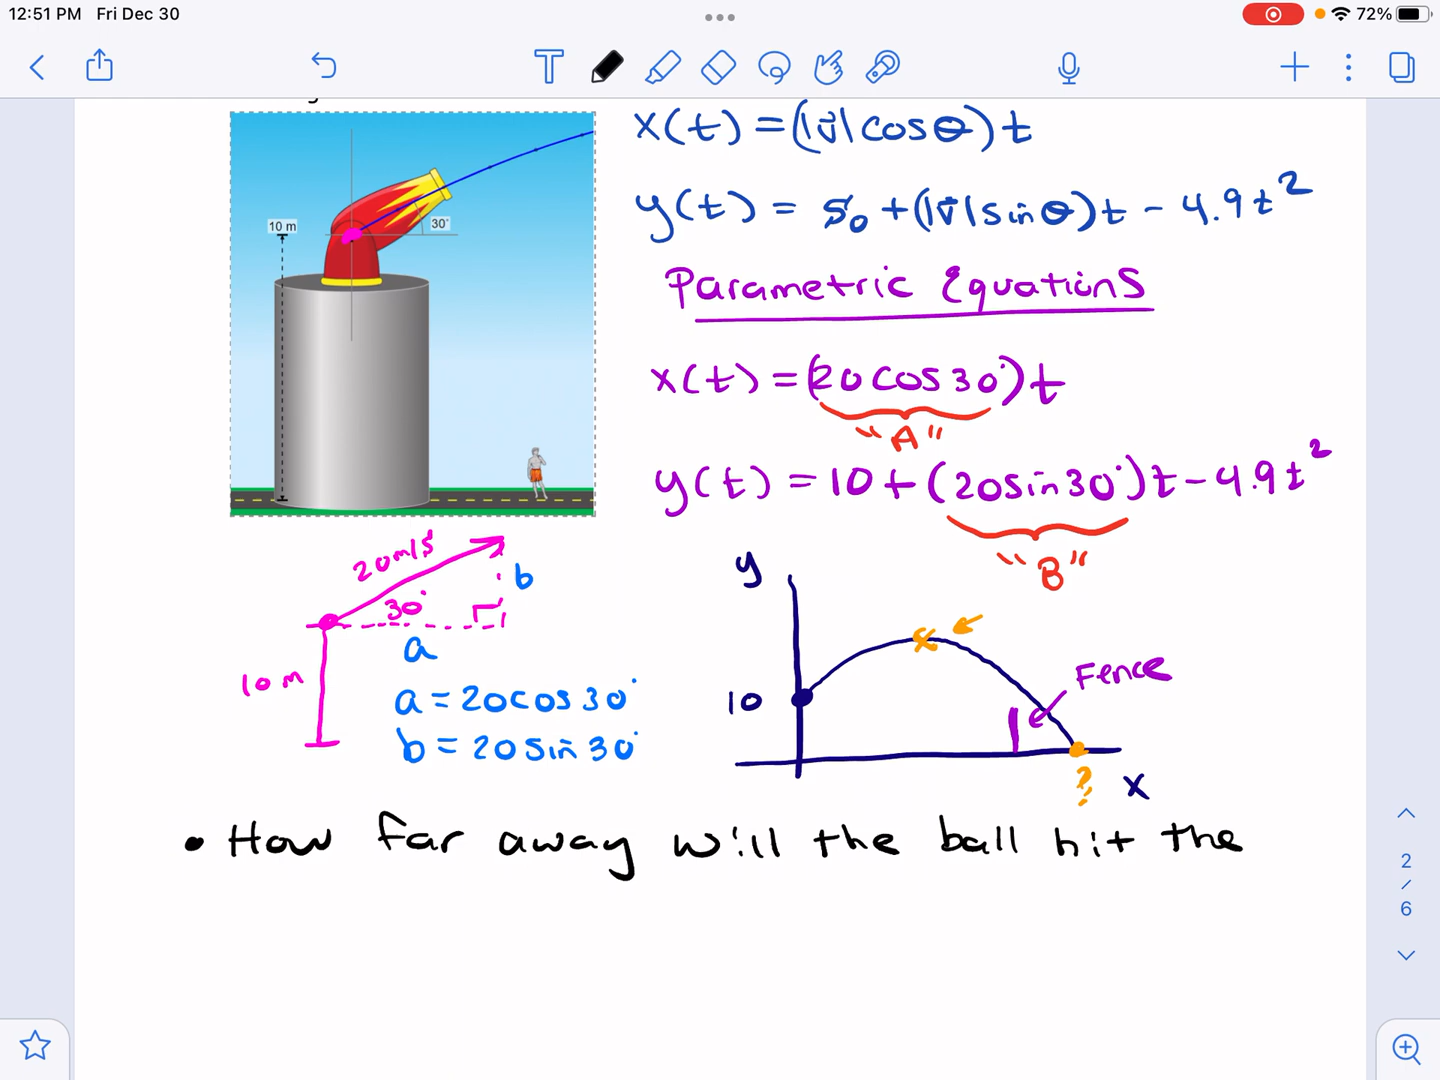 12:51 PM Fri Dec 30
72%
x(t) = (|v⃗| cos θ) t
y(t) = s₀ + (|v⃗| sin θ) t - 4.9t²
Parametric Equations
10 m
30°
x(t) = (20 cos 30°) t
"A"
y(t) = 10 + (20 sin 30°) t - 4.9t²
"B"
20 m/s
30°
b
a
10 m
a = 20 cos 30°
b = 20 sin 30°
y
10
Fence
?
x
• How far away will the ball hit the
2
/
6